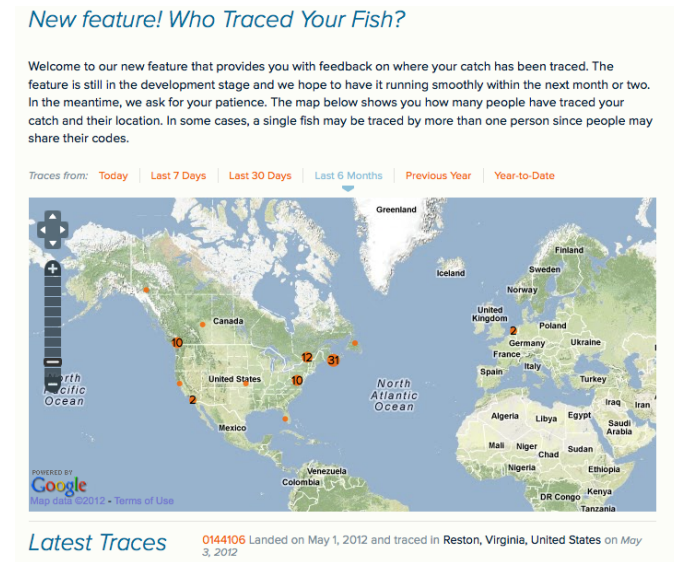 New feature! Who Traced Your Fish?
Welcome to our new feature that provides you with feedback on where your catch has been traced. The
feature is still in the development stage and we hope to have it running smoothly within the next month or two.
In the meantime, we ask for your patience. The map below shows you how many people have traced your
catch and their location. In some cases, a single fish may be traced by more than one person since people may
share their codes.
Traces from: Today Last 7 Days Last 30 Days Last 6 Months Previous Year Year-to-Date
Greenland
Finland
Iceland
Sweden
Norway
Canada
United
Kingdom
2
Poland
10
Germany
Ukraine
12
31
France
Italy
Spain
United States
10
Turkey
North
Atlantic
Ocean
orth
acific
Ocean
2
Iraq
Iran
Algeria
Libya
Egypt
Saudi
Arabia
Mexico
Mali
Niger
Chad
Sudan
Nigeria
Ethiopia
Venezuela
Colombia
DR Congo
Kenya
Tanzania
POWERED BY
Google
Map data ©2012 - Terms of Use
Latest Traces
0144106 Landed on May 1, 2012 and traced in Reston, Virginia, United States on May
3, 2012